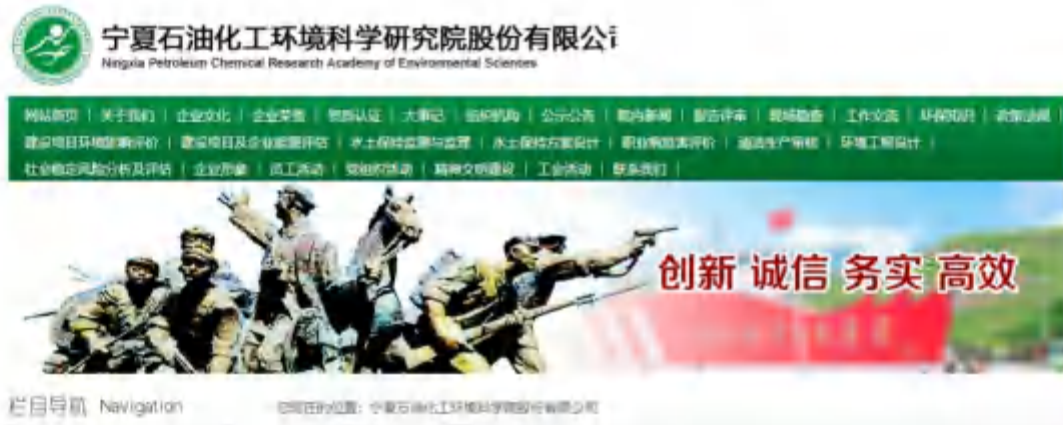 宁夏石油化工环境科学研究院股份有限公
Ningxia Petroleum Chemical Research Academy of Environmental Sciences
网站首页 | 关于我们 | 企业文化 | 企业荣誉 | 资质认证 | 大事记 | 组织机构 | 公示公告 | 院内新闻 | 报告评审 | 现场勘查 | 工作交流 | 环保知识 | 政策法规
建设项目环境影响评价 | 建设项目及企业能源评估 | 水土保持监测与监理 | 水土保持方案设计 | 职业病危害评价 | 清洁生产审核 | 环境工程设计 |
社会稳定风险分析及评估 | 企业形象 | 员工活动 | 党组织活动 | 精神文明建设 | 工会活动 | 联系我们 |
创新 诚信 务实 高效
栏目导航 Navigation
您现在的位置：宁夏石油化工环境科学院股份有限公司